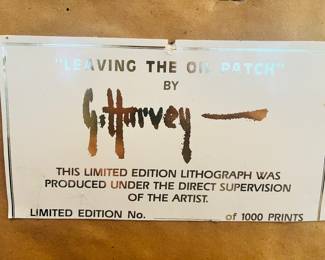 "LEAVING THE OIL PATCH"
BY
G. Harvey
THIS LIMITED EDITION LITHOGRAPH WAS
PRODUCED UNDER THE DIRECT SUPERVISION
OF THE ARTIST.
LIMITED EDITION No. ________ of 1000 PRINTS